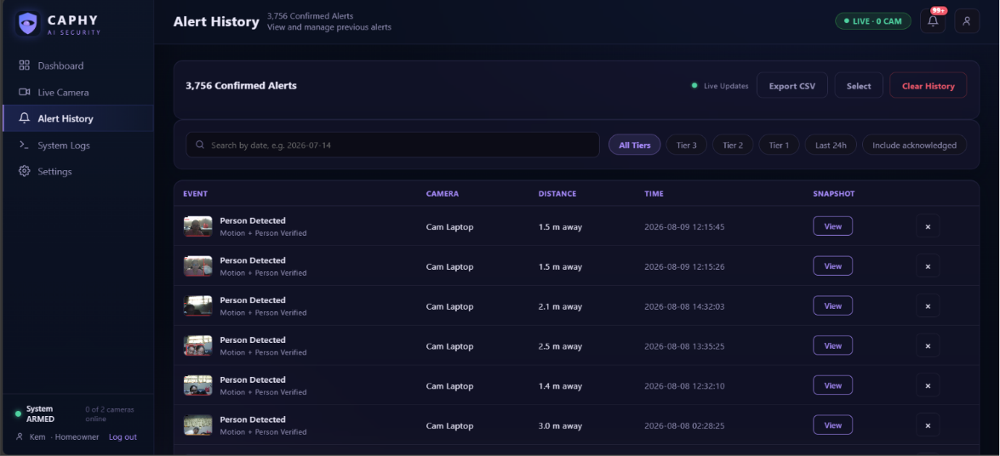 CAPHY
AI SECURITY
Dashboard
Live Camera
Alert History
System Logs
Settings
System
ARMED
0 of 2 cameras
online
Kem · Homeowner Log out
Alert History
3,756 Confirmed Alerts
View and manage previous alerts
LIVE · 0 CAM
99+
3,756 Confirmed Alerts
Live Updates
Export CSV
Select
Clear History
Search by date, e.g. 2026-07-14
All Tiers
Tier 3
Tier 2
Tier 1
Last 24h
Include acknowledged
EVENT CAMERA DISTANCE TIME SNAPSHOT
Person Detected
Motion + Person Verified
Cam Laptop 1.5 m away 2026-08-09 12:15:45 View ×
Person Detected
Motion + Person Verified
Cam Laptop 1.5 m away 2026-08-09 12:15:26 View ×
Person Detected
Motion + Person Verified
Cam Laptop 2.1 m away 2026-08-08 14:32:03 View ×
Person Detected
Motion + Person Verified
Cam Laptop 2.5 m away 2026-08-08 13:35:25 View ×
Person Detected
Motion + Person Verified
Cam Laptop 1.4 m away 2026-08-08 12:32:10 View ×
Person Detected
Motion + Person Verified
Cam Laptop 3.0 m away 2026-08-08 02:28:25 View ×